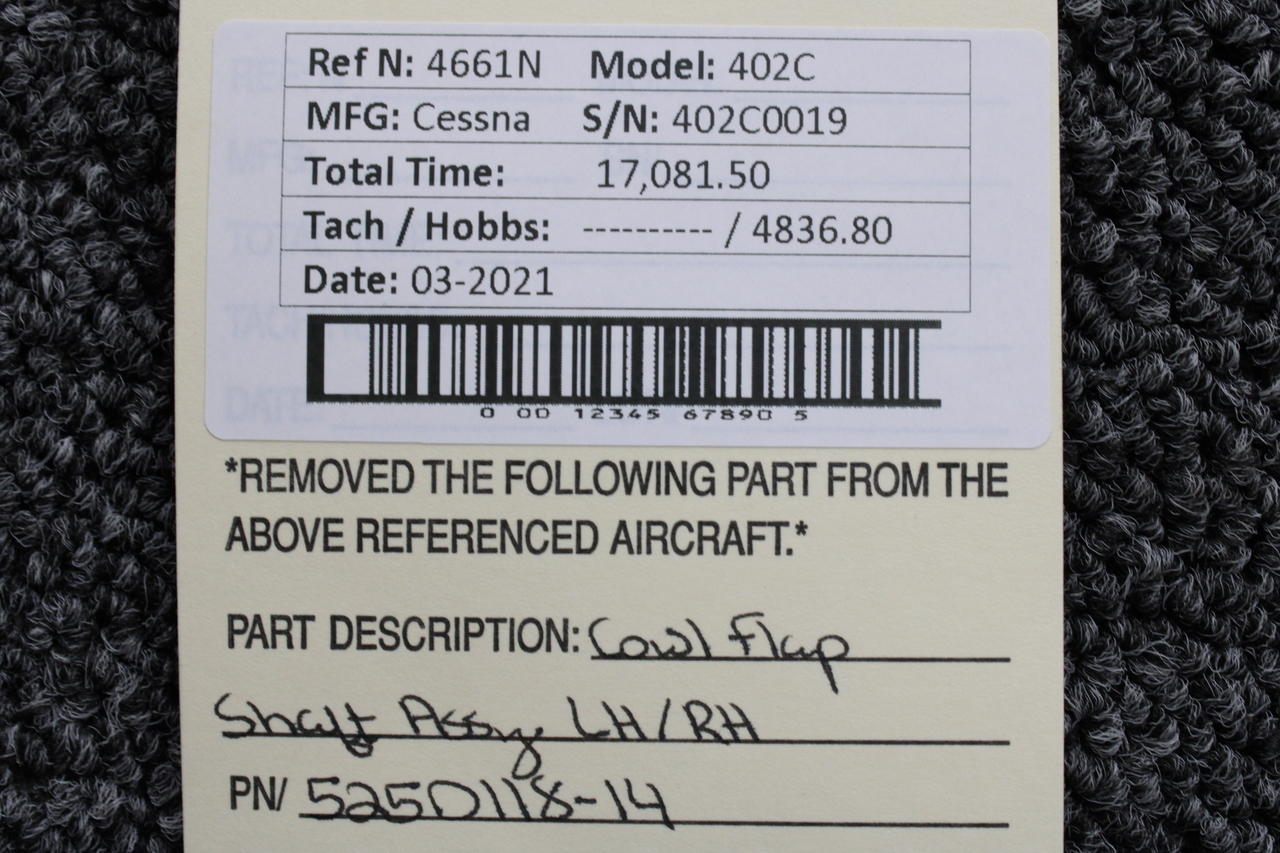 Ref N: 4661N Model: 402C
MFG: Cessna S/N: 402C0019
Total Time: 17,081.50
Tach / Hobbs: ---------- / 4836.80
Date: 03-2021
0 00 12345 67890 5
*REMOVED THE FOLLOWING PART FROM THE
ABOVE REFERENCED AIRCRAFT.*
PART DESCRIPTION: Cowl Flap
Shaft Assy. LH/RH
PN/ 5250118-14